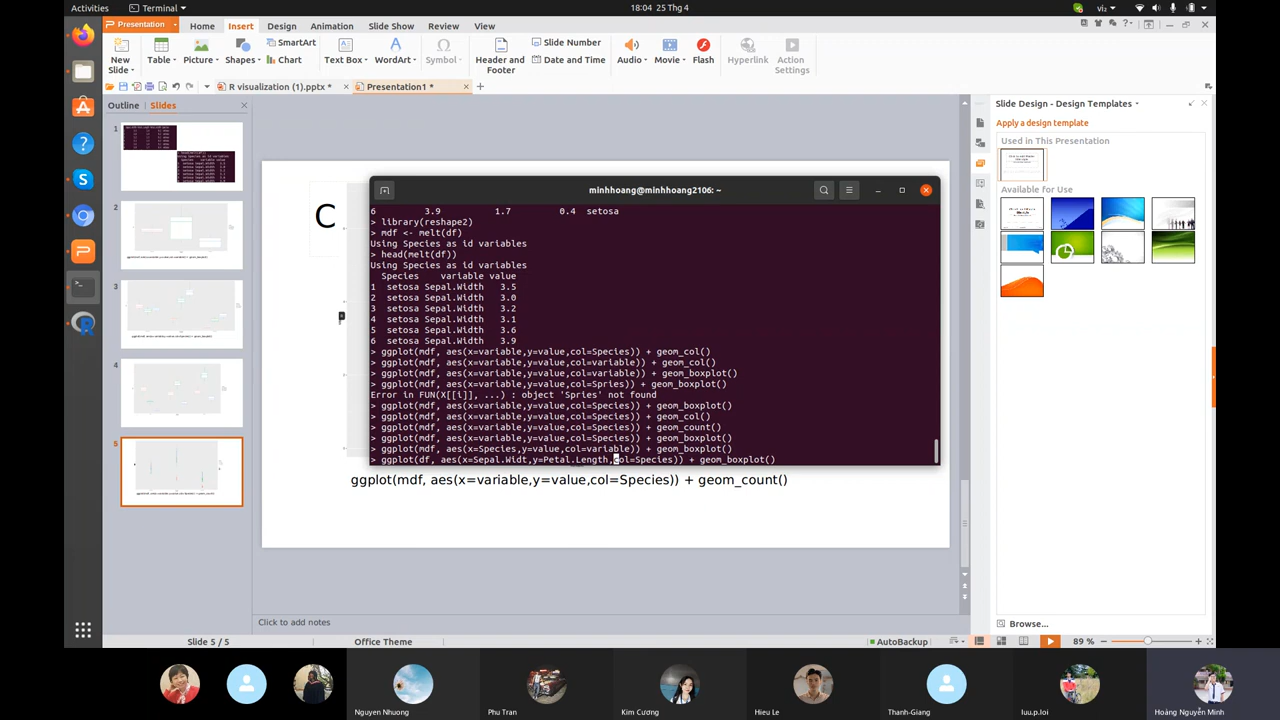 Activities Terminal 18:04 25 Thg 4 vi₂
Presentation Home Insert Design Animation Slide Show Review View
New Slide Table Picture Shapes SmartArt Chart Text Box WordArt Symbol Header and Footer Slide Number Date and Time Audio Movie Flash Hyperlink Action Settings
R visualization (1).pptx * Presentation1 *
Outline Slides
Slide Design - Design Templates
Apply a design template
Used in This Presentation
Available for Use
1
2
3
4
5
C
minhhoang@minhhoang2106: ~
6 3.9 1.7 0.4 setosa
> library(reshape2)
> mdf <- melt(df)
Using Species as id variables
> head(melt(df))
Using Species as id variables
Species variable value
1 setosa Sepal.Width 3.5
2 setosa Sepal.Width 3.0
3 setosa Sepal.Width 3.2
4 setosa Sepal.Width 3.1
5 setosa Sepal.Width 3.6
6 setosa Sepal.Width 3.9
> ggplot(mdf, aes(x=variable,y=value,col=Species)) + geom_col()
> ggplot(mdf, aes(x=variable,y=value,col=variable)) + geom_col()
> ggplot(mdf, aes(x=variable,y=value,col=variable)) + geom_boxplot()
> ggplot(mdf, aes(x=variable,y=value,col=Spries)) + geom_boxplot()
Error in FUN(X[[i]], ...) : object 'Spries' not found
> ggplot(mdf, aes(x=variable,y=value,col=Species)) + geom_boxplot()
> ggplot(mdf, aes(x=variable,y=value,col=Species)) + geom_col()
> ggplot(mdf, aes(x=variable,y=value,col=Species)) + geom_count()
> ggplot(mdf, aes(x=variable,y=value,col=Species)) + geom_boxplot()
> ggplot(mdf, aes(x=Species,y=value,col=variable)) + geom_boxplot()
> ggplot(df, aes(x=Sepal.Widt,y=Petal.Length,col=Species)) + geom_boxplot()
ggplot(mdf, aes(x=variable,y=value,col=Species)) + geom_count()
Click to add notes
Browse...
Slide 5 / 5 Office Theme AutoBackup 89 %
Nguyen Nhuong Phu Tran Kim Cương Hieu Le Thanh-Giang luu.p.loi Hoàng Nguyễn Minh